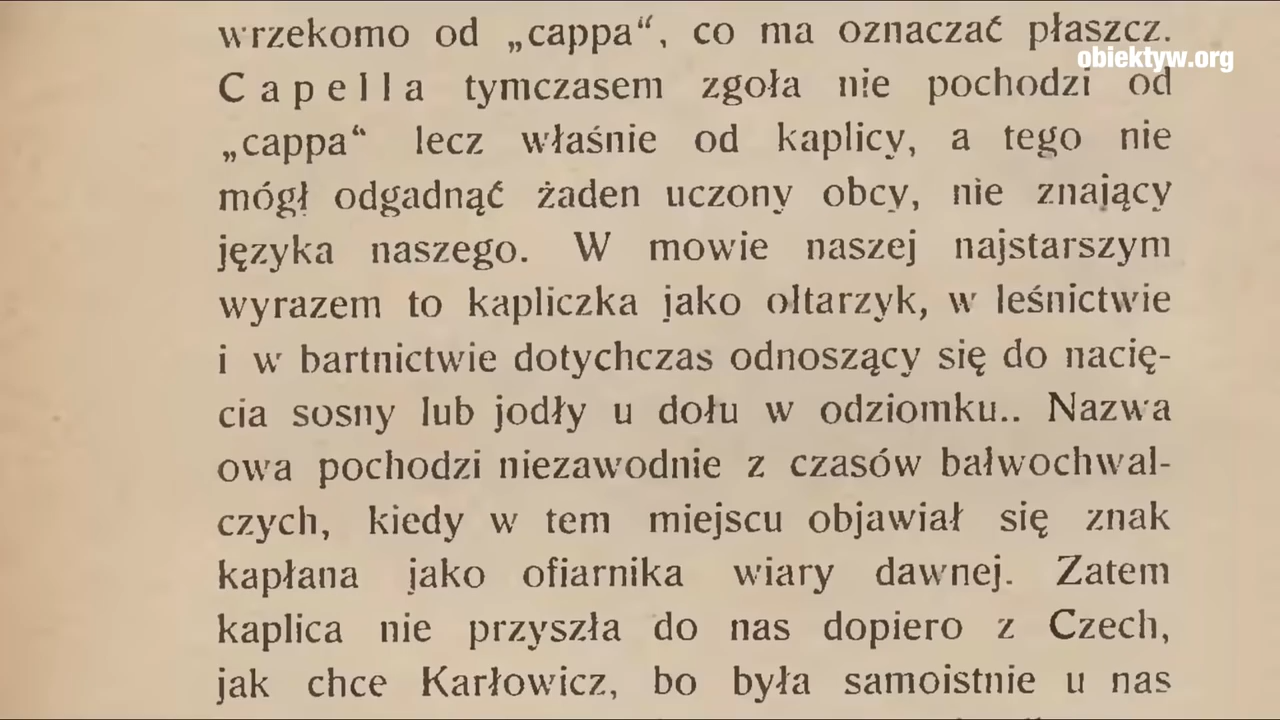 wrzekomo od „cappa“, co ma oznaczać płaszcz.
obiektyw.org
Capella tymczasem zgoła nie pochodzi od
„cappa“ lecz właśnie od kaplicy, a tego nie
mógł odgadnąć żaden uczony obcy, nie znający
języka naszego. W mowie naszej najstarszym
wyrazem to kapliczka jako ołtarzyk, w leśnictwie
i w bartnictwie dotychczas odnoszący się do nacię-
cia sosny lub jodły u dołu w odziomku.. Nazwa
owa pochodzi niezawodnie z czasów bałwochwal-
czych, kiedy w tem miejscu objawiał się znak
kapłana jako ofiarnika wiary dawnej. Zatem
kaplica nie przyszła do nas dopiero z Czech,
jak chce Karłowicz, bo była samoistnie u nas